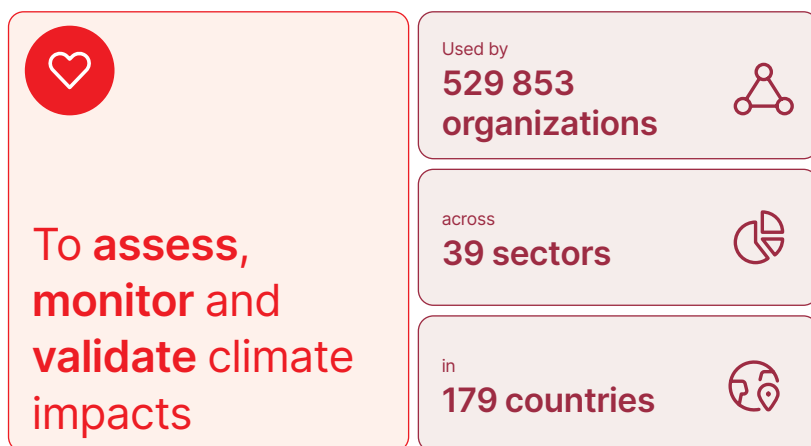 To assess,
monitor and
validate climate
impacts
Used by
529 853
organizations
across
39 sectors
in
179 countries